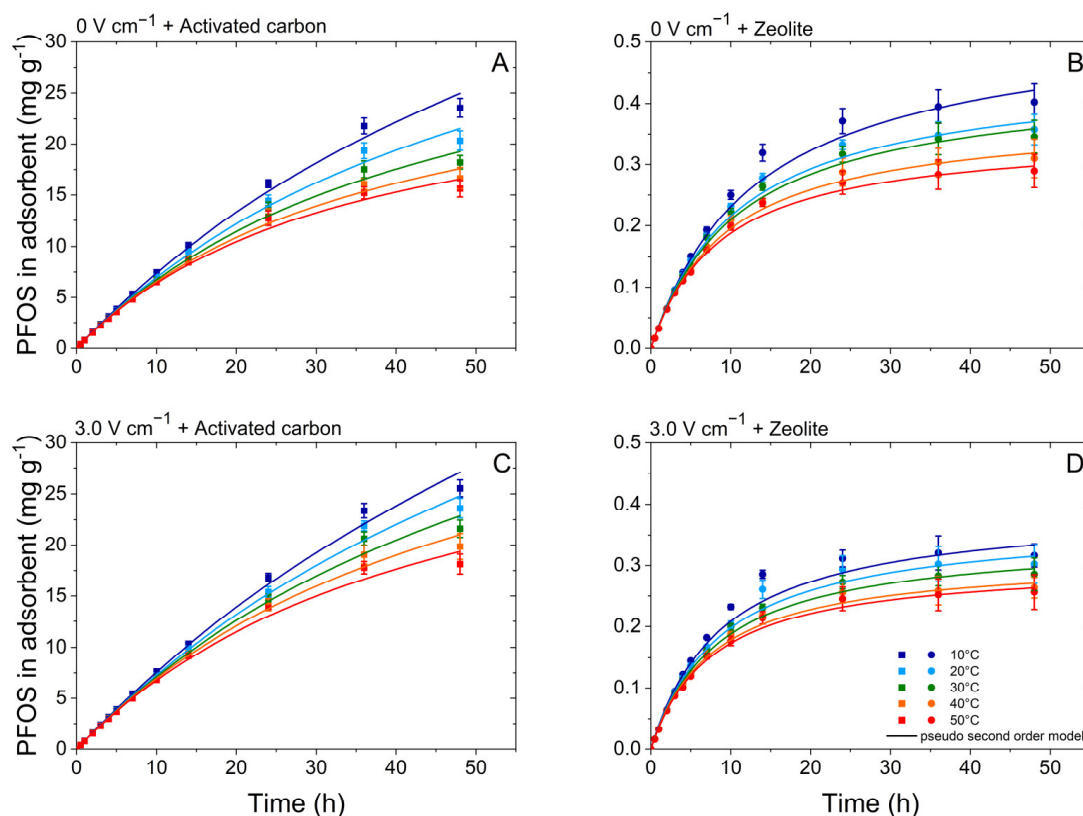 0 V cm⁻¹ + Activated carbon
A
PFOS in adsorbent (mg g⁻¹)
30
25
20
15
10
5
0
0 10 20 30 40 50
0 V cm⁻¹ + Zeolite
B
0.5
0.4
0.3
0.2
0.1
0.0
0 10 20 30 40 50
3.0 V cm⁻¹ + Activated carbon
C
PFOS in adsorbent (mg g⁻¹)
30
25
20
15
10
5
0
0 10 20 30 40 50
Time (h)
3.0 V cm⁻¹ + Zeolite
D
0.5
0.4
0.3
0.2
0.1
0.0
10°C
20°C
30°C
40°C
50°C
pseudo second order model
0 10 20 30 40 50
Time (h)